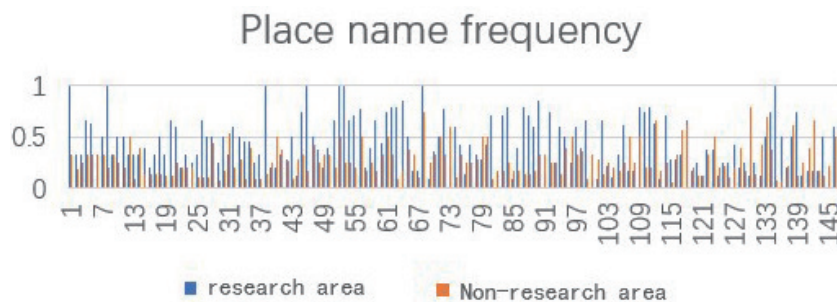 Place name frequency
1
0.5
0
1 7 13 19 25 31 37 43 49 55 61 67 73 79 85 91 97 103 109 115 121 127 133 139 145
research area Non-research area